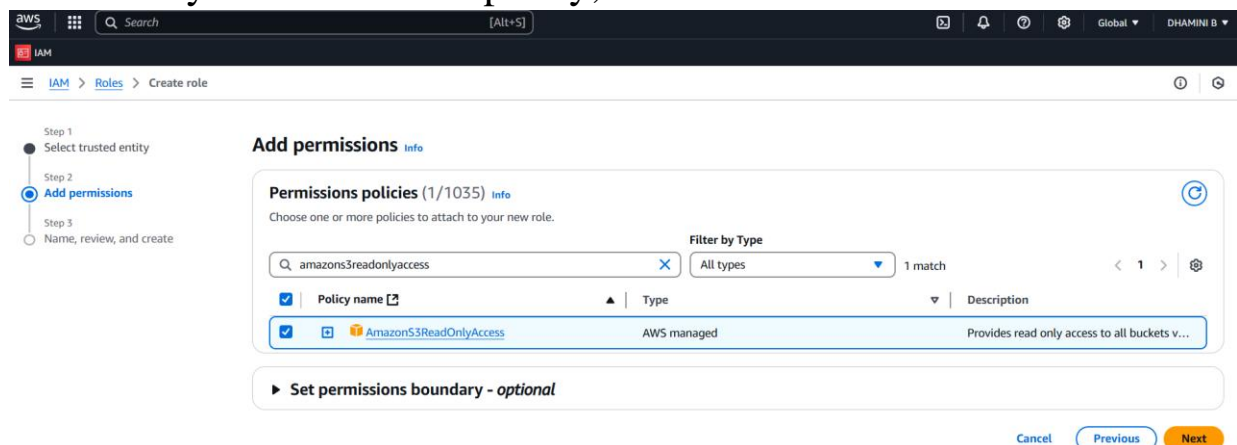 aws
Search
[Alt+S]
Global
DHAMINI B
IAM
IAM > Roles > Create role
Step 1
Select trusted entity
Step 2
Add permissions
Step 3
Name, review, and create
Add permissions Info
Permissions policies (1/1035) Info
Choose one or more policies to attach to your new role.
Filter by Type
amazons3readonlyaccess
All types
1 match
1
Policy name
Type
Description
AmazonS3ReadOnlyAccess
AWS managed
Provides read only access to all buckets v...
Set permissions boundary - optional
Cancel
Previous
Next